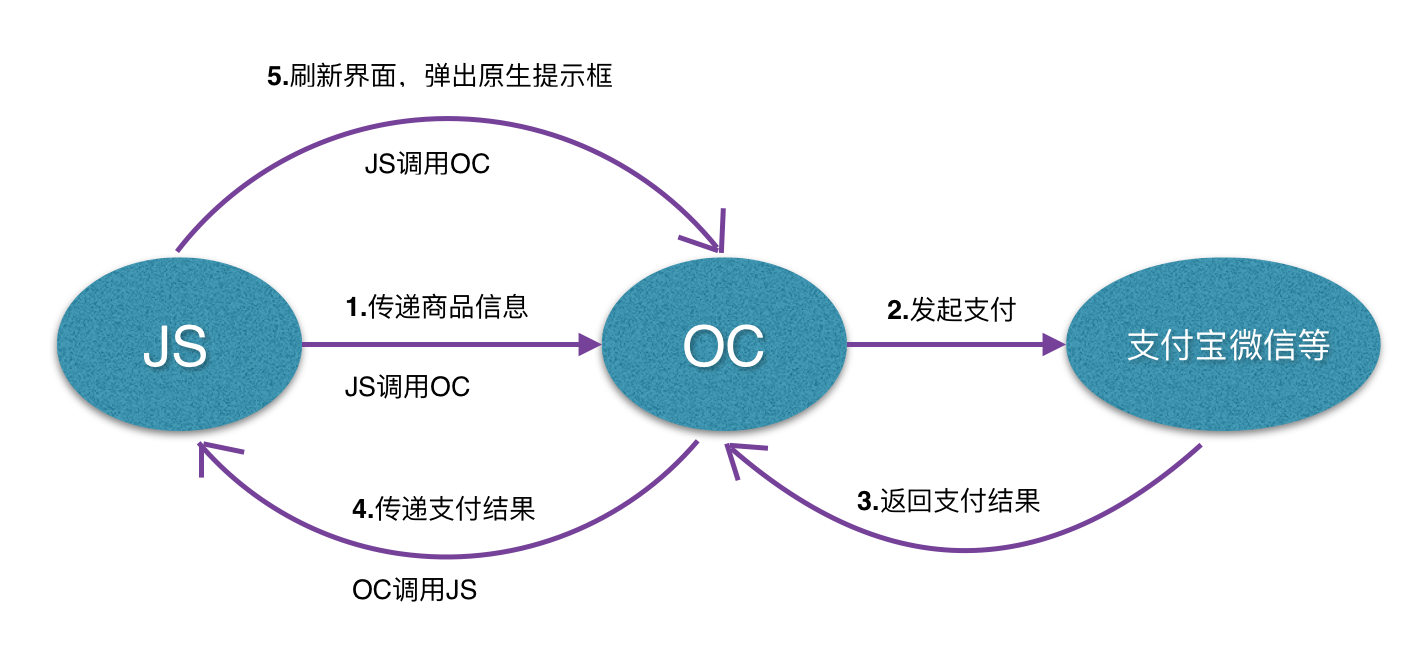 5.刷新界面，弹出原生提示框
JS调用OC
1.传递商品信息
2.发起支付
JS
OC
支付宝微信等
JS调用OC
4.传递支付结果
3.返回支付结果
OC调用JS